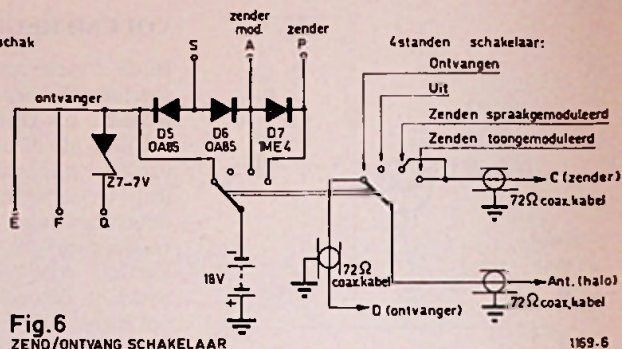 schak
zender
mod.
zender
S
A
P
4standen schakelaar:
Ontvangen
Uit
Zenden spraakgemoduleerd
Zenden toongemoduleerd
ontvanger
D5
OA85
D6
OA85
D7
1ME4
Z7-7V
E
F
Q
C (zender)
72Ω coax.kabel
18V
72Ω
coax.kabel
D (ontvanger)
Ant. (halo)
72Ω coax.kabel
Fig.6
ZEND/ONTVANG SCHAKELAAR
1169-6